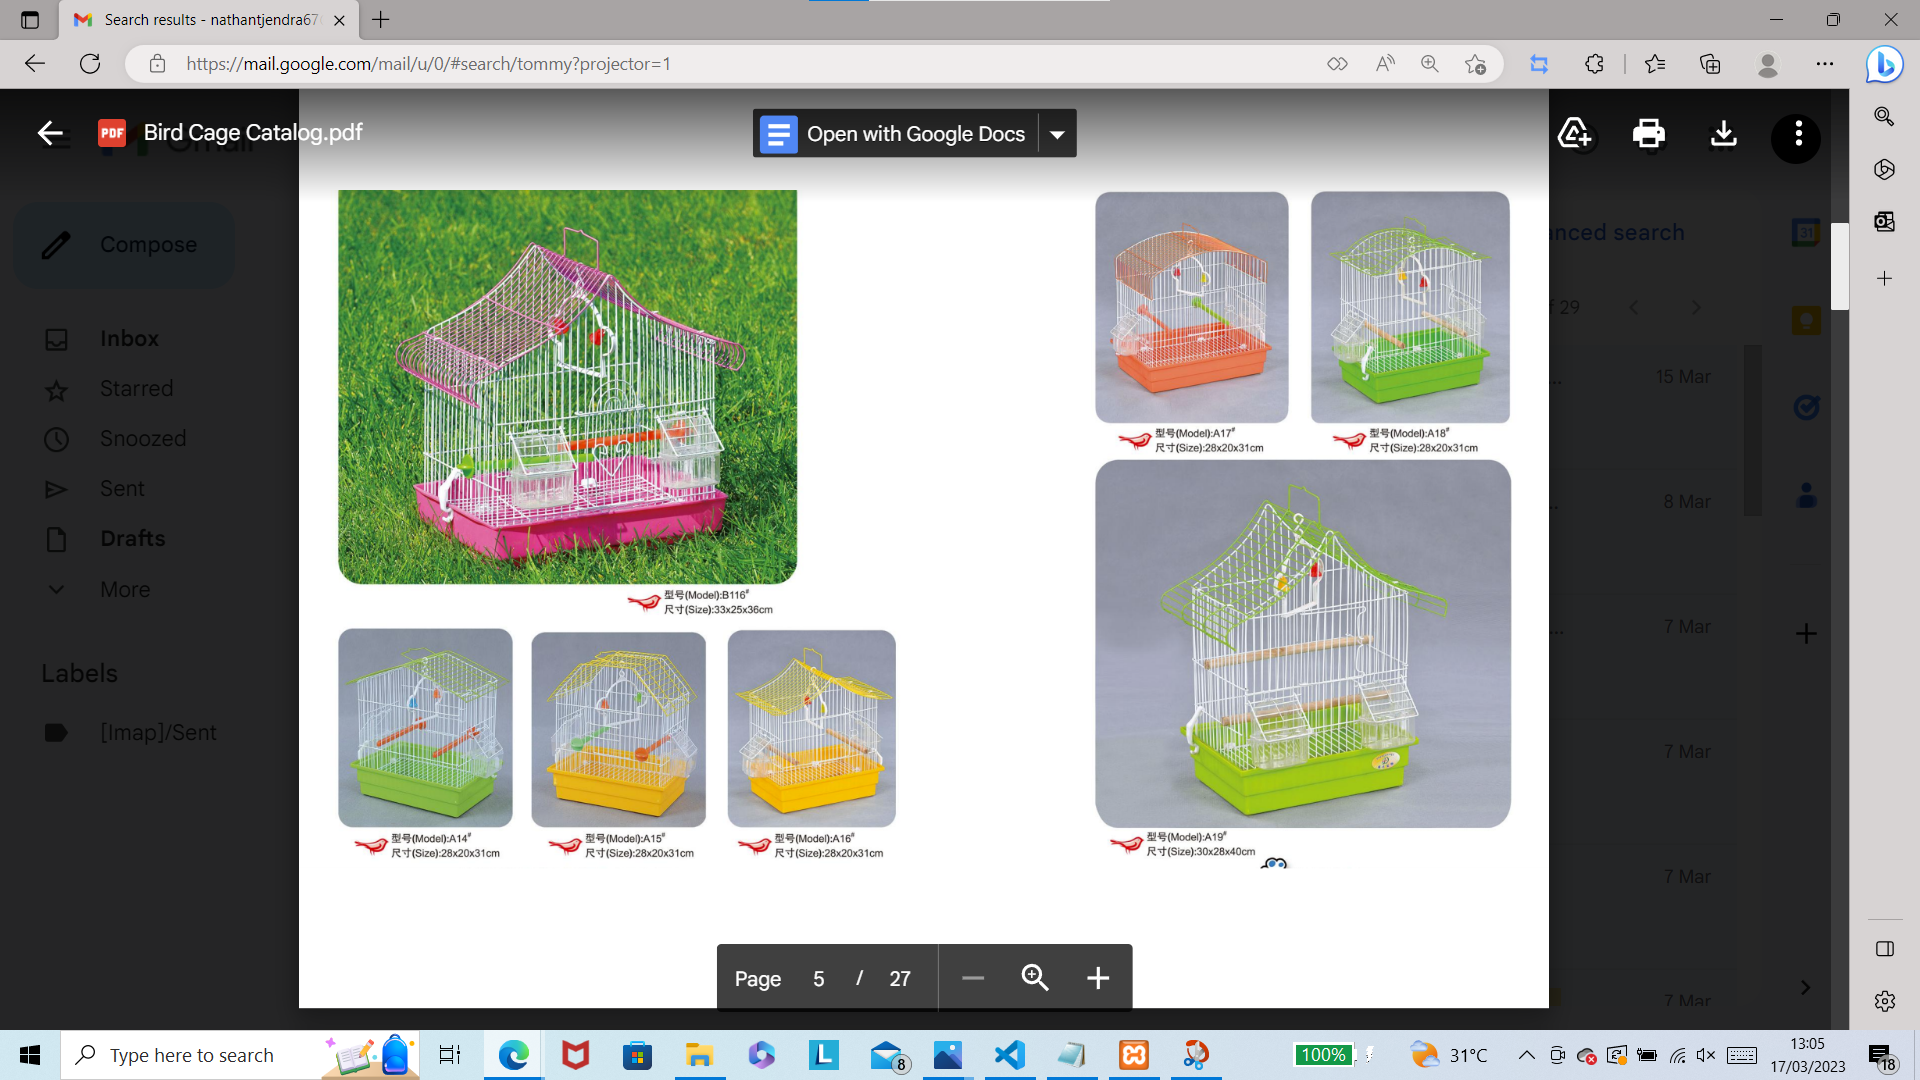 Search results - nathantjendra67
https://mail.google.com/mail/u/0/#search/tommy?projector=1
PDF
Bird Cage Catalog.pdf
Open with Google Docs
Compose
anced search
31
Inbox
29
Starred
15 Mar
Snoozed
型号(Model):A17#
尺寸(Size):28x20x31cm
型号(Model):A18#
尺寸(Size):28x20x31cm
Sent
8 Mar
Drafts
More
型号(Model):B116#
尺寸(Size):33x25x36cm
7 Mar
Labels
[Imap]/Sent
7 Mar
型号(Model):A14#
尺寸(Size):28x20x31cm
型号(Model):A15#
尺寸(Size):28x20x31cm
型号(Model):A16#
尺寸(Size):28x20x31cm
型号(Model):A19#
尺寸(Size):30x28x40cm
7 Mar
Page 5 / 27
7 Mar
Type here to search
8
100%
31°C
13:05
17/03/2023
18